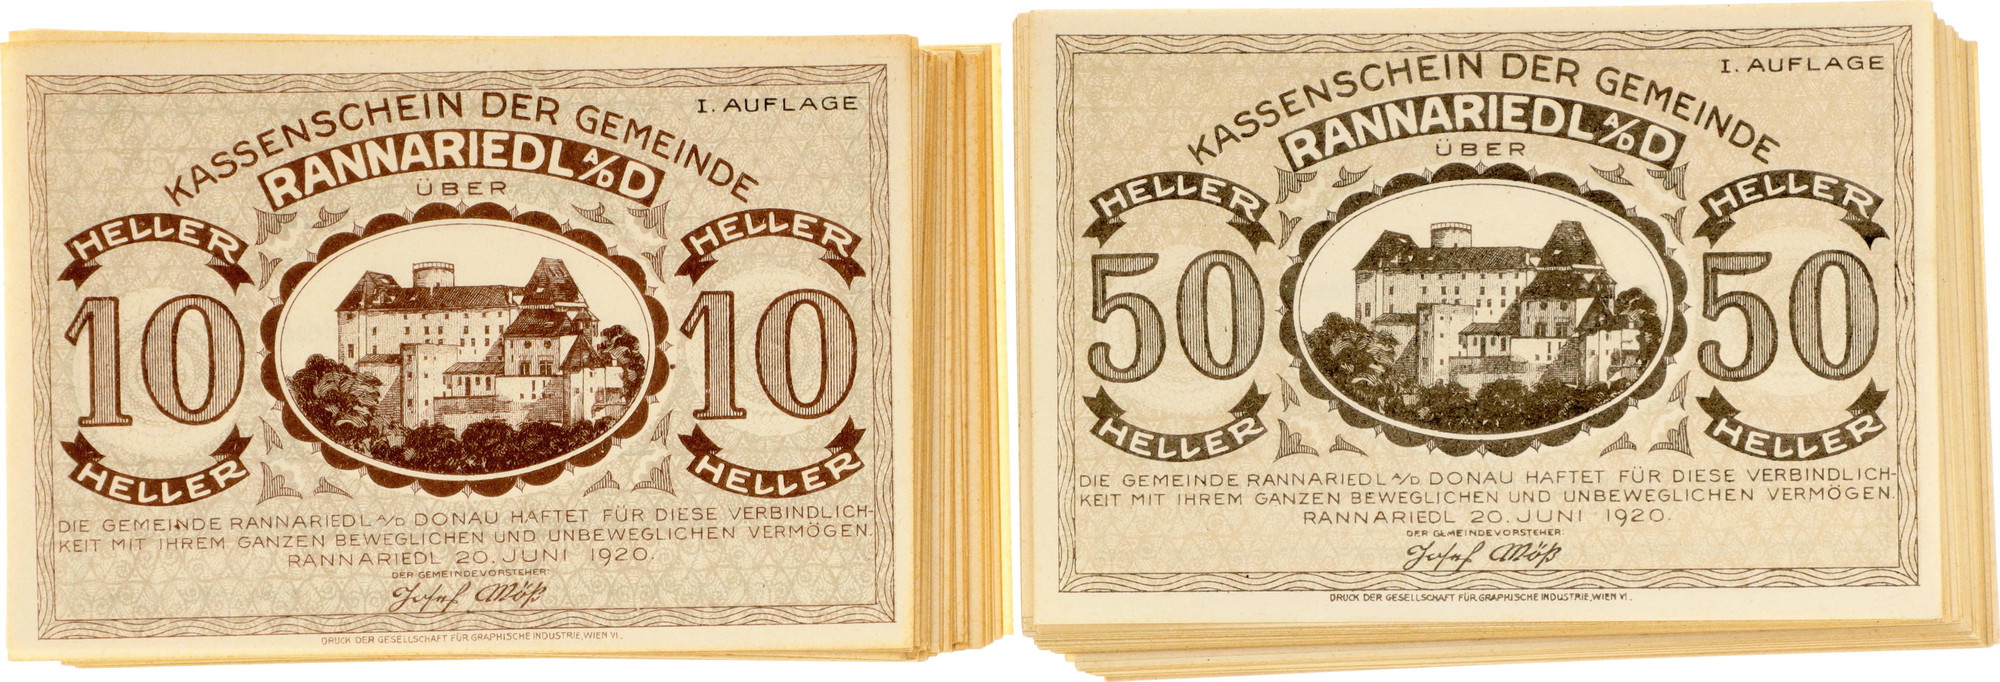 KASSENSCHEIN DER GEMEINDE
I. AUFLAGE
RANNARIEDL A/D D
ÜBER
HELLER
HELLER
10
10
HELLER
HELLER
DIE GEMEINDE RANNARIEDL A/D DONAU HAFTET FÜR DIESE VERBINDLICH-
KEIT MIT IHREM GANZEN BEWEGLICHEN UND UNBEWEGLICHEN VERMÖGEN.
RANNARIEDL 20. JUNI 1920.
DER GEMEINDEVORSTEHER:
Josef Möß
DRUCK DER GESELLSCHAFT FÜR GRAPHISCHE INDUSTRIE, WIEN VI.
KASSENSCHEIN DER GEMEINDE
I. AUFLAGE
RANNARIEDL A/D D
ÜBER
HELLER
HELLER
50
50
HELLER
HELLER
DIE GEMEINDE RANNARIEDL A/D DONAU HAFTET FÜR DIESE VERBINDLICH-
KEIT MIT IHREM GANZEN BEWEGLICHEN UND UNBEWEGLICHEN VERMÖGEN.
RANNARIEDL 20. JUNI 1920.
DER GEMEINDEVORSTEHER:
Josef Möß
DRUCK DER GESELLSCHAFT FÜR GRAPHISCHE INDUSTRIE, WIEN VI.